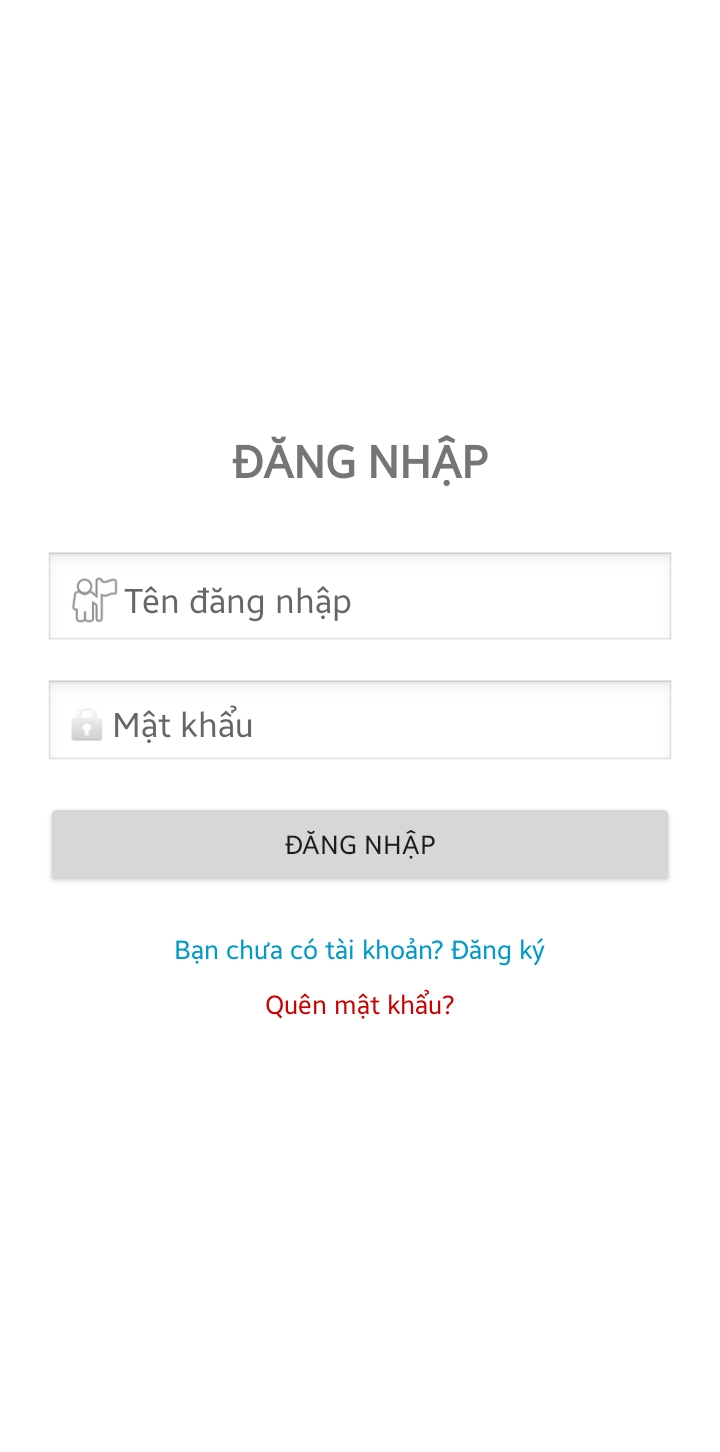 ĐĂNG NHẬP
Tên đăng nhập
Mật khẩu
ĐĂNG NHẬP
Bạn chưa có tài khoản? Đăng ký
Quên mật khẩu?